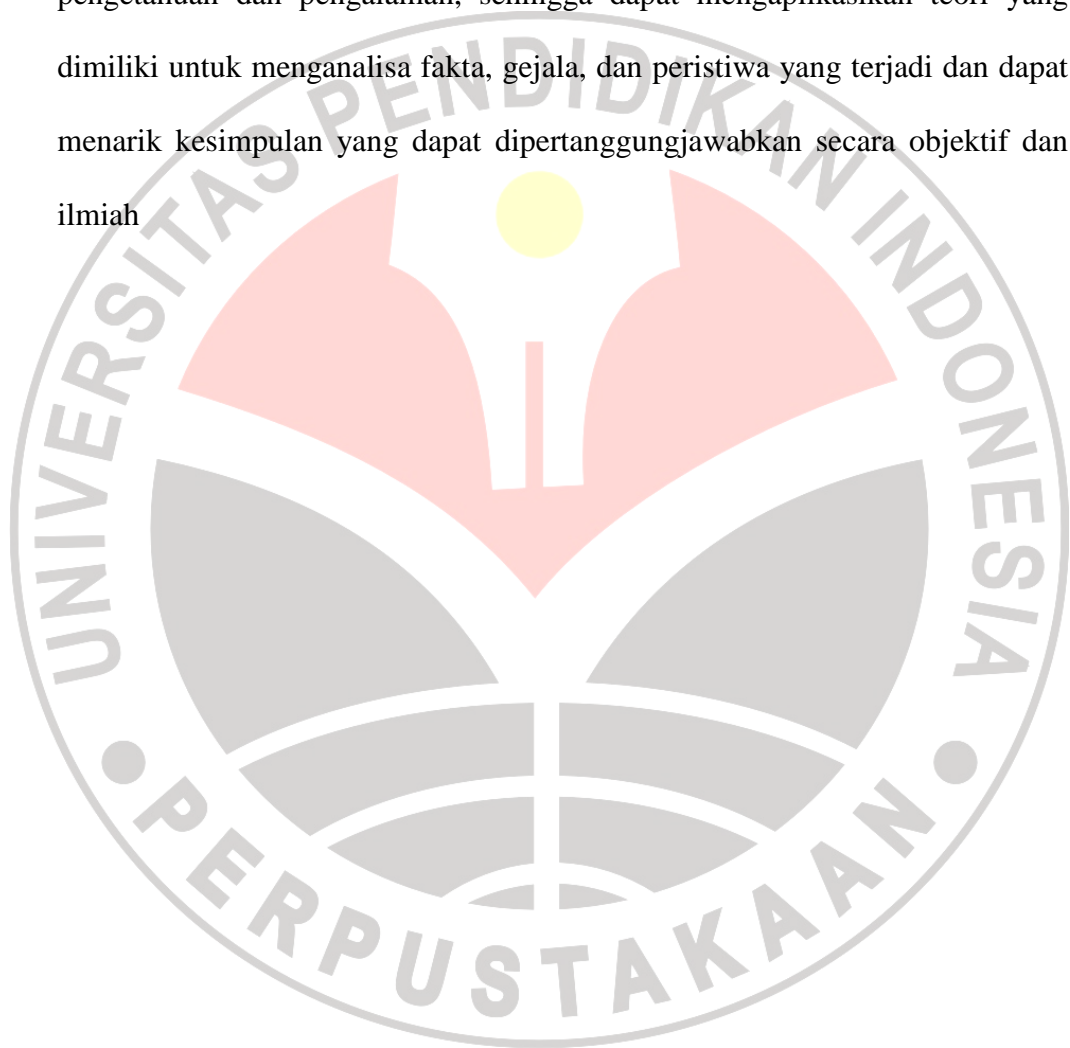 pengetahuan dan pengalaman, sehingga dapat mengaplikasikan teori yang
dimiliki untuk menganalisa fakta, gejala, dan peristiwa yang terjadi dan dapat
menarik kesimpulan yang dapat dipertanggungjawabkan secara objektif dan
ilmiah
UNIVERSITAS PENDIDIKAN INDONESIA
PERPUSTAKAAN